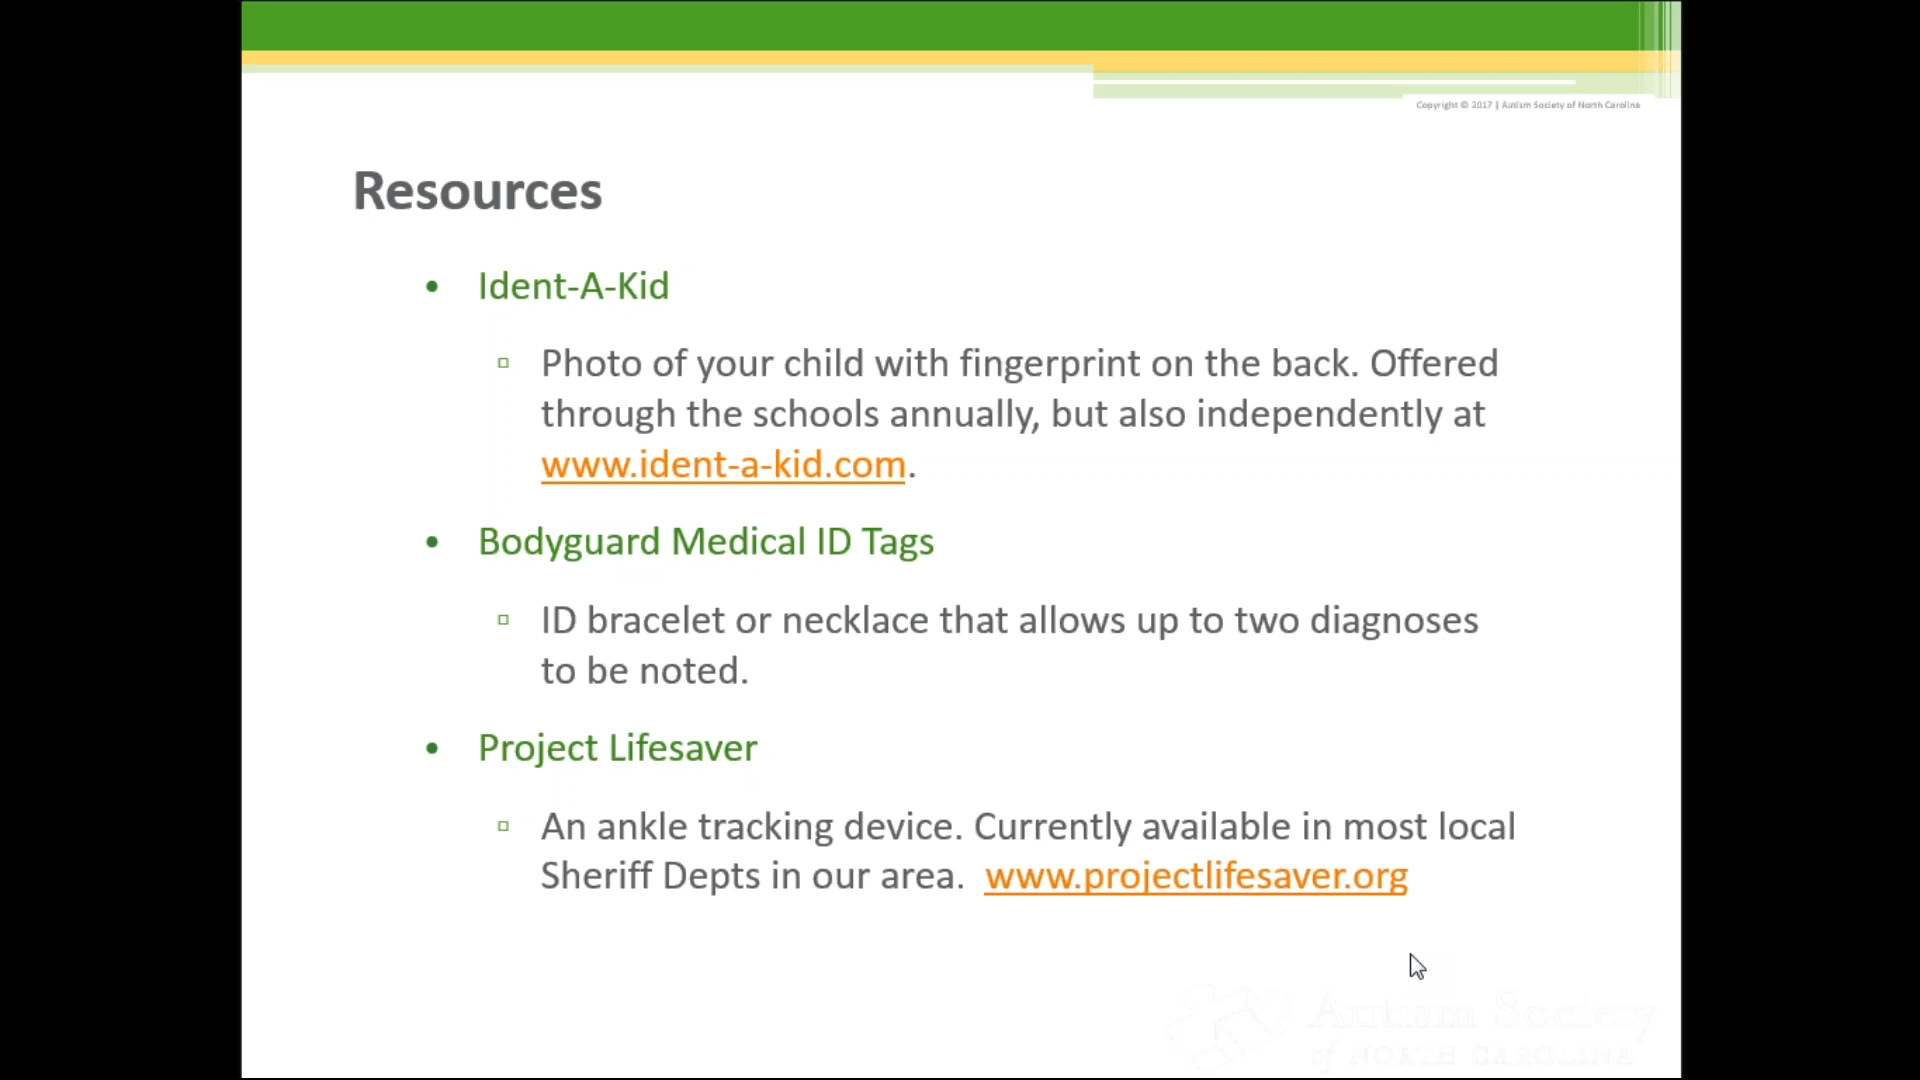 Copyright © 2017 | Autism Society of North Carolina
Resources
• Ident-A-Kid
▫ Photo of your child with fingerprint on the back. Offered
through the schools annually, but also independently at
www.ident-a-kid.com.
• Bodyguard Medical ID Tags
▫ ID bracelet or necklace that allows up to two diagnoses
to be noted.
• Project Lifesaver
▫ An ankle tracking device. Currently available in most local
Sheriff Depts in our area. www.projectlifesaver.org
Autism Society
of NORTH CAROLINA